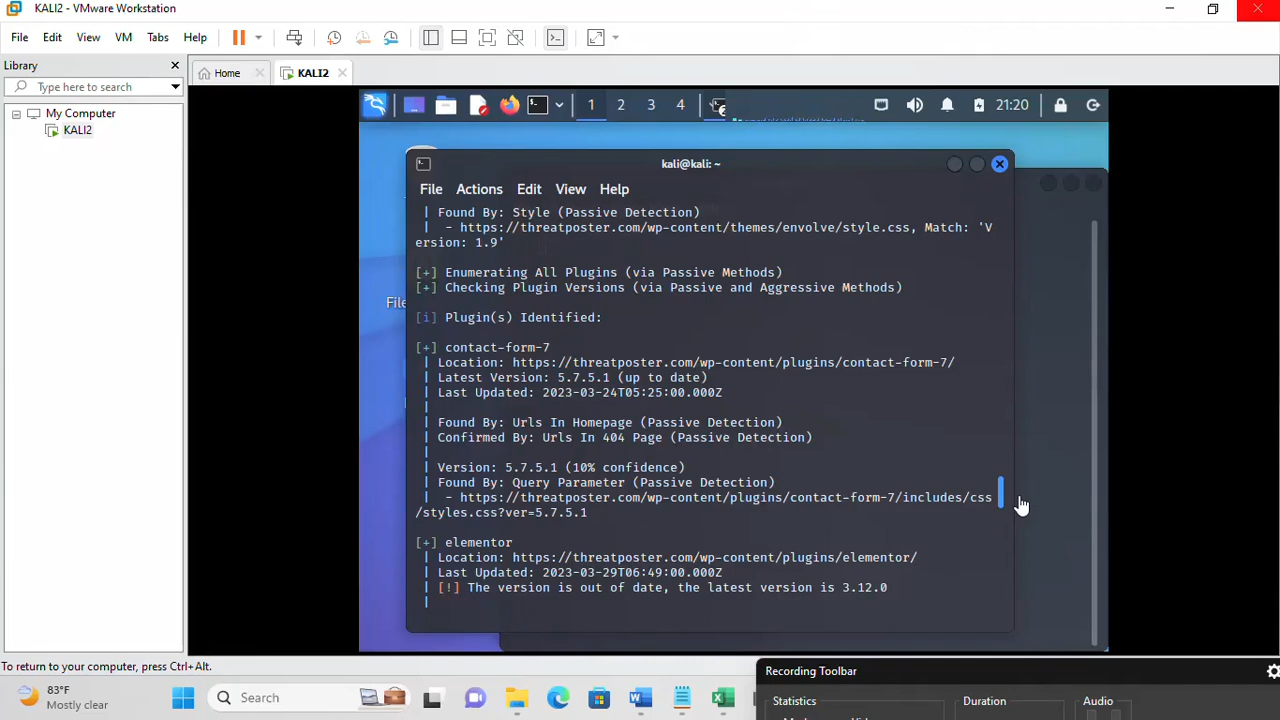 KALI2 - VMware Workstation
File Edit View VM Tabs Help
Library
Home
KALI2
Type here to search
My Computer
KALI2
1 2 3 4
21:20
kali@kali: ~
File Actions Edit View Help
| Found By: Style (Passive Detection)
|  - https://threatposter.com/wp-content/themes/envolve/style.css, Match: 'V
ersion: 1.9'
[+] Enumerating All Plugins (via Passive Methods)
[+] Checking Plugin Versions (via Passive and Aggressive Methods)
File
[i] Plugin(s) Identified:
[+] contact-form-7
| Location: https://threatposter.com/wp-content/plugins/contact-form-7/
| Latest Version: 5.7.5.1 (up to date)
| Last Updated: 2023-03-24T05:25:00.000Z
|
| Found By: Urls In Homepage (Passive Detection)
| Confirmed By: Urls In 404 Page (Passive Detection)
|
| Version: 5.7.5.1 (10% confidence)
| Found By: Query Parameter (Passive Detection)
|  - https://threatposter.com/wp-content/plugins/contact-form-7/includes/css
/styles.css?ver=5.7.5.1
[+] elementor
| Location: https://threatposter.com/wp-content/plugins/elementor/
| Last Updated: 2023-03-29T06:49:00.000Z
| [!] The version is out of date, the latest version is 3.12.0
|
To return to your computer, press Ctrl+Alt.
Recording Toolbar
Statistics Duration Audio
83°F
Mostly clear
Search